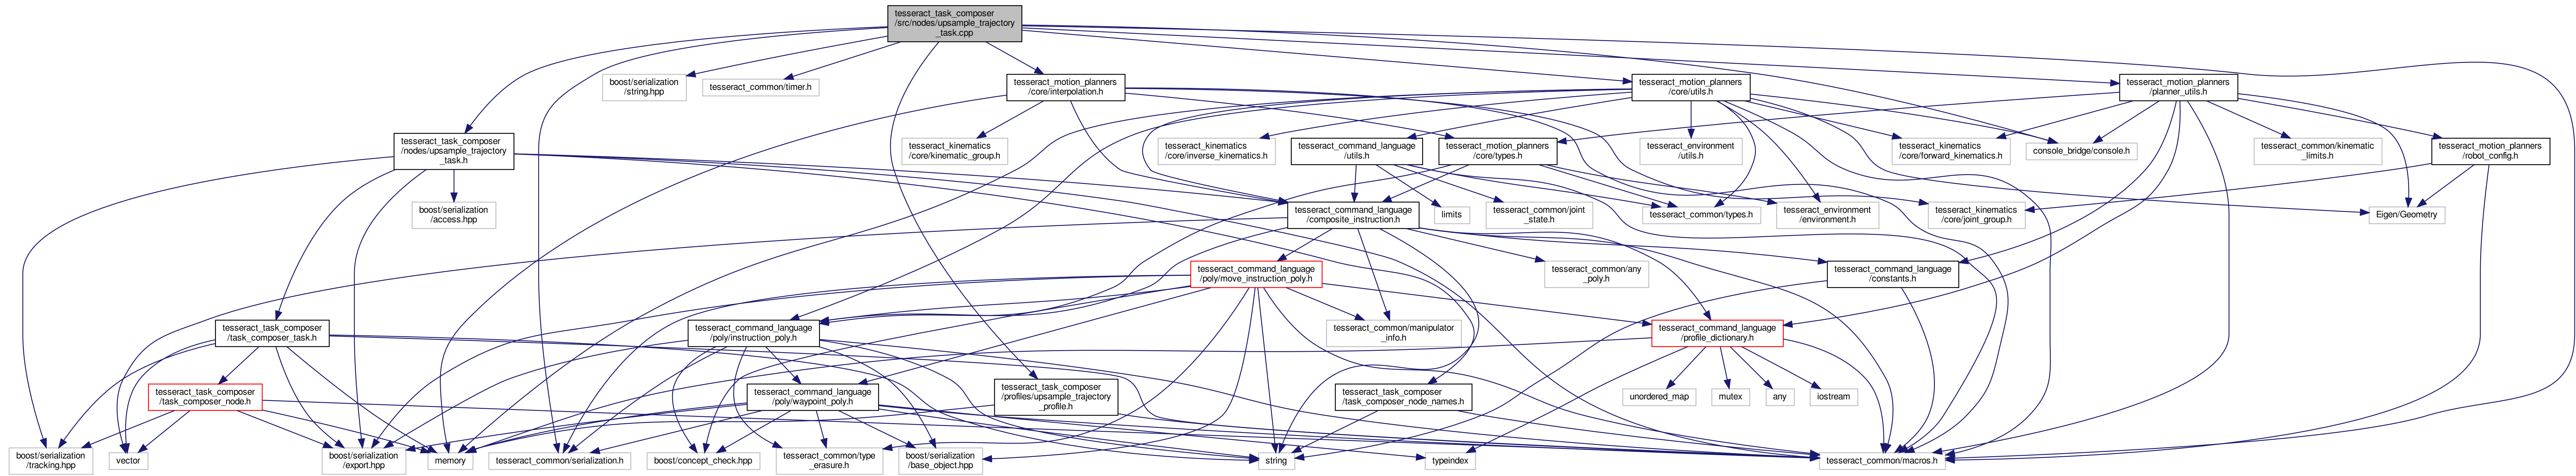 tesseract_task_composer
/src/nodes/upsample_trajectory
_task.cpp
boost/serialization
/string.hpp
tesseract_common/timer.h
tesseract_motion_planners
/core/interpolation.h
tesseract_motion_planners
/core/utils.h
tesseract_motion_planners
/planner_utils.h
tesseract_task_composer
/nodes/upsample_trajectory
_task.h
tesseract_kinematics
/core/kinematic_group.h
tesseract_kinematics
/core/inverse_kinematics.h
tesseract_command_language
/utils.h
tesseract_motion_planners
/core/types.h
tesseract_environment
/utils.h
tesseract_kinematics
/core/forward_kinematics.h
console_bridge/console.h
tesseract_common/kinematic
_limits.h
tesseract_motion_planners
/robot_config.h
boost/serialization
/access.hpp
tesseract_command_language
/composite_instruction.h
limits
tesseract_common/joint
_state.h
tesseract_common/types.h
tesseract_environment
/environment.h
tesseract_kinematics
/core/joint_group.h
Eigen/Geometry
tesseract_command_language
/poly/move_instruction_poly.h
tesseract_common/any
_poly.h
tesseract_command_language
/constants.h
tesseract_task_composer
/task_composer_task.h
tesseract_command_language
/poly/instruction_poly.h
tesseract_common/manipulator
_info.h
tesseract_command_language
/profile_dictionary.h
tesseract_task_composer
/task_composer_node.h
tesseract_command_language
/poly/waypoint_poly.h
tesseract_task_composer
/profiles/upsample_trajectory
_profile.h
tesseract_task_composer
/task_composer_node_names.h
unordered_map
mutex
any
iostream
boost/serialization
/tracking.hpp
vector
boost/serialization
/export.hpp
memory
tesseract_common/serialization.h
boost/concept_check.hpp
tesseract_common/type
_erasure.h
boost/serialization
/base_object.hpp
string
typeindex
tesseract_common/macros.h